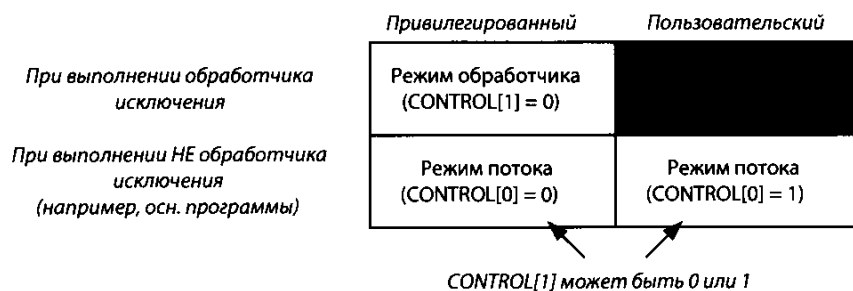 Привилегированный Пользовательский
При выполнении обработчика
исключения
Режим обработчика
(CONTROL[1] = 0)
При выполнении НЕ обработчика
исключения
(например, осн. программы)
Режим потока
(CONTROL[0] = 0)
Режим потока
(CONTROL[0] = 1)
CONTROL[1] может быть 0 или 1